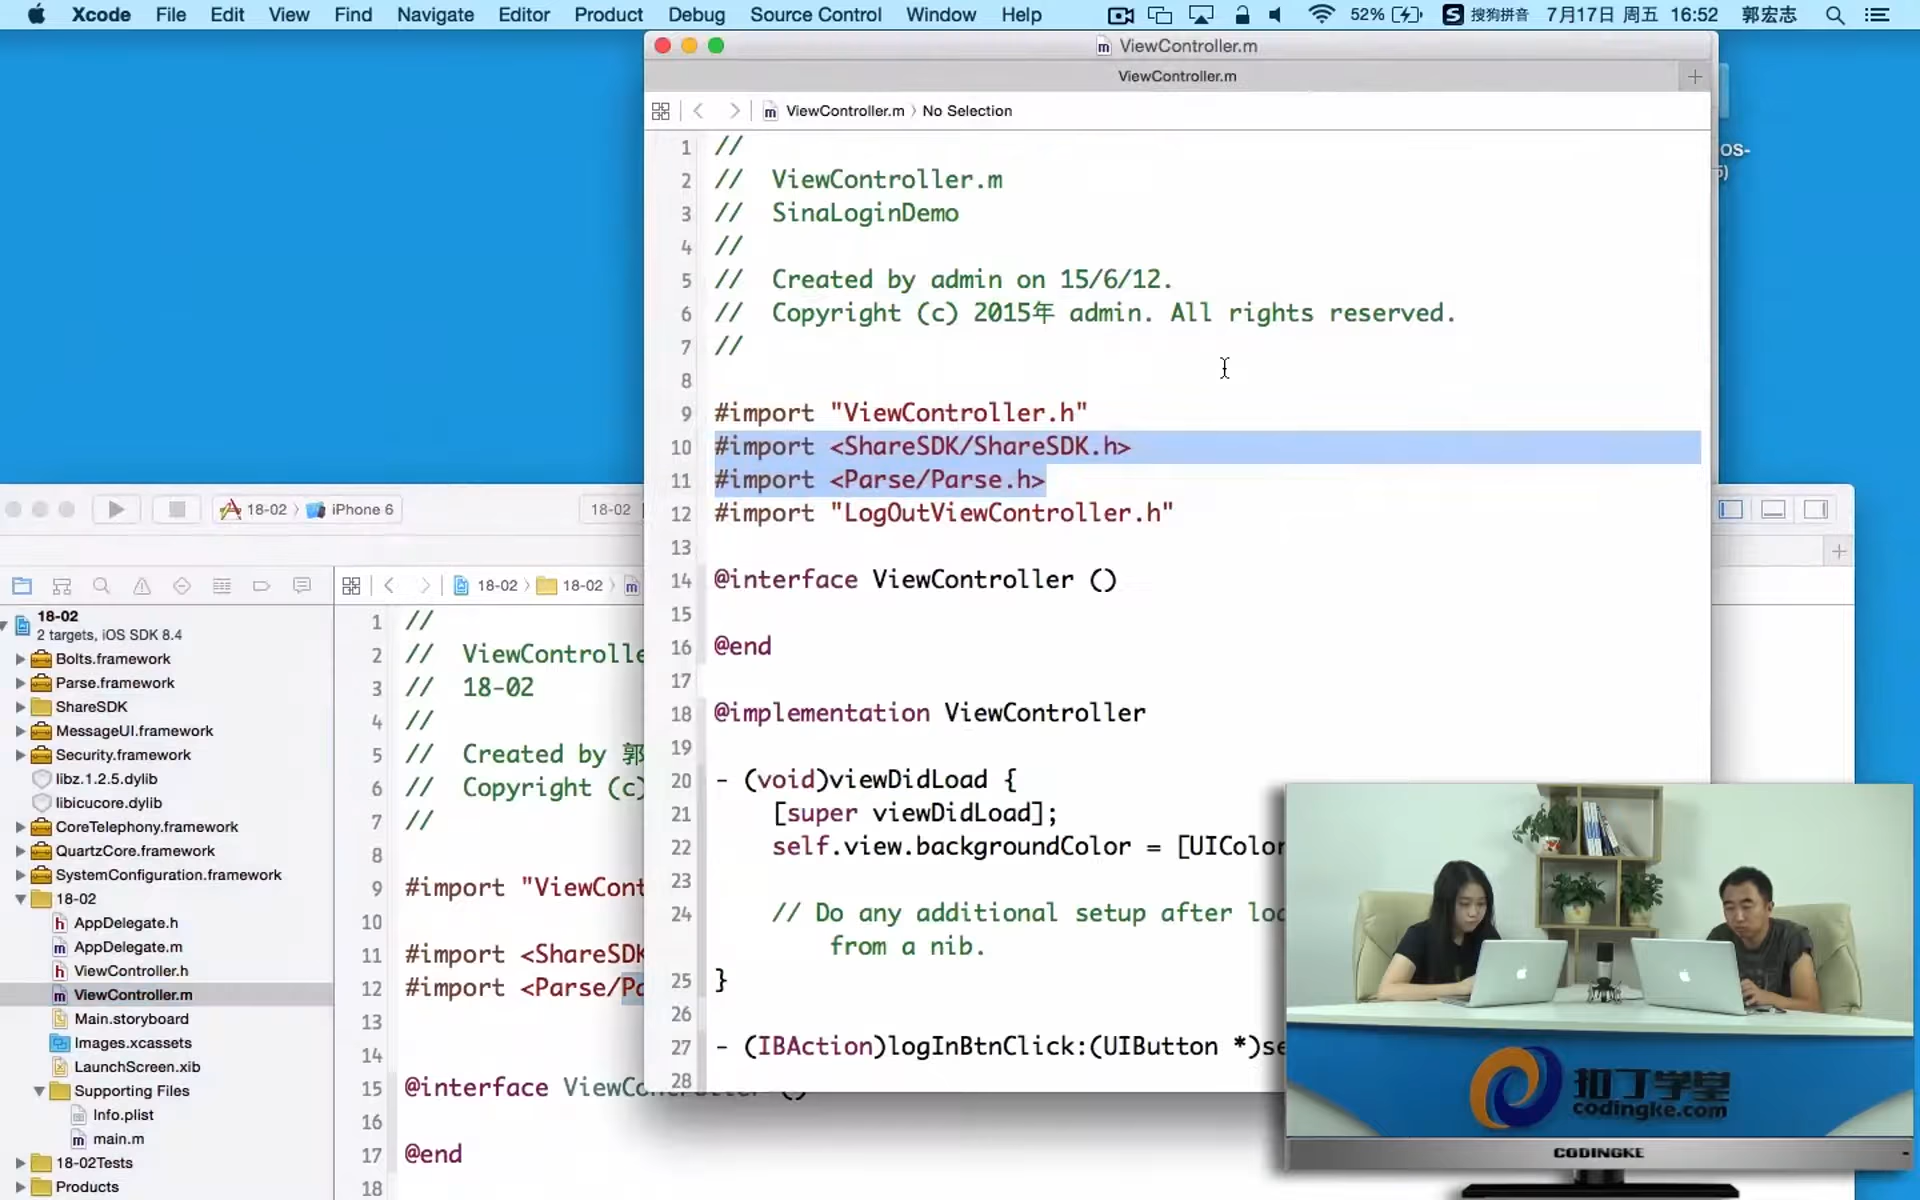 Xcode File Edit View Find Navigate Editor Product Debug Source Control Window Help 52% S 搜狗拼音 7月17日 周五 16:52 郭宏志
m ViewController.m
ViewController.m
m ViewController.m 〉 No Selection
1 //
2 // ViewController.m
3 // SinaLoginDemo
4 //
5 // Created by admin on 15/6/12.
6 // Copyright (c) 2015年 admin. All rights reserved.
7 //
8
9 #import "ViewController.h"
10 #import <ShareSDK/ShareSDK.h>
11 #import <Parse/Parse.h>
12 #import "LogOutViewController.h"
13
14 @interface ViewController ()
15
16 @end
17
18 @implementation ViewController
19
20 - (void)viewDidLoad {
21 [super viewDidLoad];
22 self.view.backgroundColor = [UIColor
23
24 // Do any additional setup after loa
from a nib.
25 }
26
27 - (IBAction)logInBtnClick:(UIButton *)se
28
OS-
18-02 〉 iPhone 6
18-02
18-02 〉 18-02 〉 m
18-02
2 targets, iOS SDK 8.4
Bolts.framework
Parse.framework
ShareSDK
MessageUI.framework
Security.framework
libz.1.2.5.dylib
libicucore.dylib
CoreTelephony.framework
QuartzCore.framework
SystemConfiguration.framework
18-02
h AppDelegate.h
m AppDelegate.m
h ViewController.h
m ViewController.m
Main.storyboard
Images.xcassets
LaunchScreen.xib
Supporting Files
Info.plist
m main.m
18-02Tests
Products
1 //
2 // ViewControlle
3 // 18-02
4 //
5 // Created by 郭
6 // Copyright (c)
7 //
8
9 #import "ViewCont
10
11 #import <ShareSDK
12 #import <Parse/Pa
13
14
15 @interface ViewController ()
16
17 @end
18
扣丁学堂
codingke.com
CODINGKE